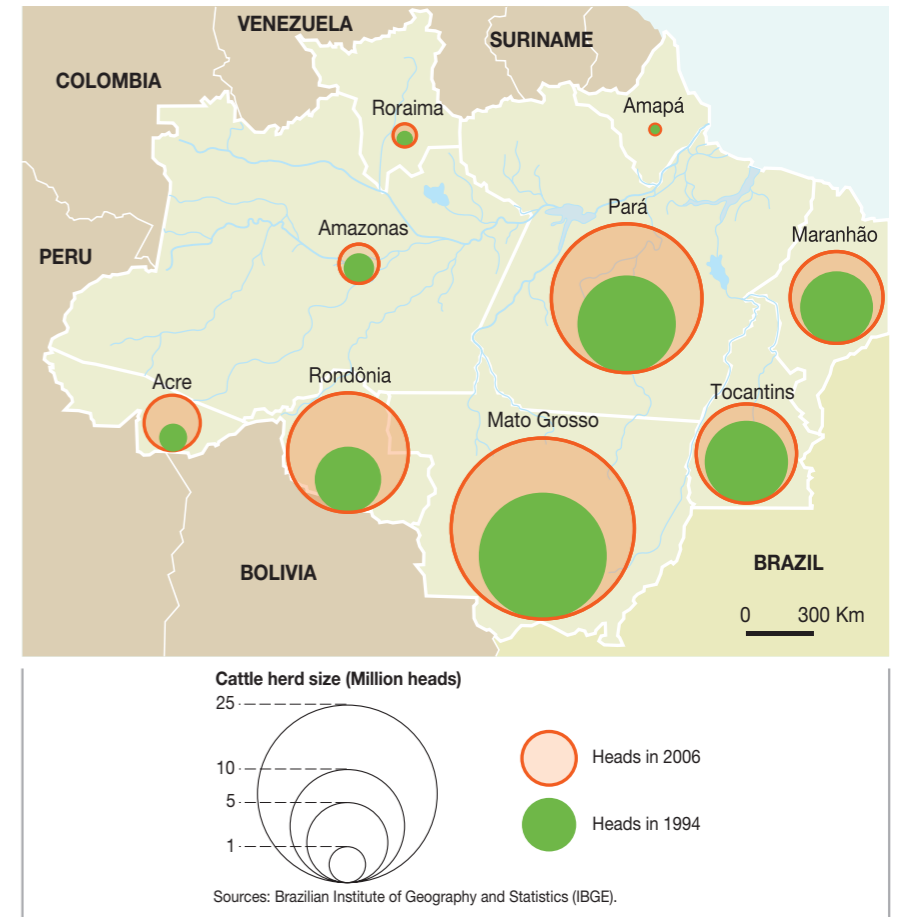 VENEZUELA
SURINAME
COLOMBIA
Roraima
Amapá
Pará
Amazonas
Maranhão
PERU
Acre
Rondônia
Tocantins
Mato Grosso
BOLIVIA
BRAZIL
0 300 Km
Cattle herd size (Million heads)
25
10
5
1
Heads in 2006
Heads in 1994
Sources: Brazilian Institute of Geography and Statistics (IBGE).